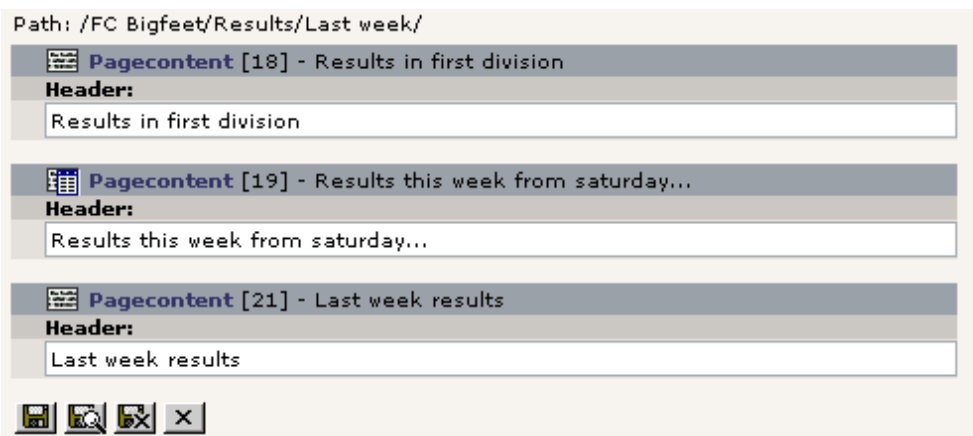 Path: /FC Bigfeet/Results/Last week/
Pagecontent [18] - Results in first division
Header:
Results in first division
Pagecontent [19] - Results this week from saturday...
Header:
Results this week from saturday...
Pagecontent [21] - Last week results
Header:
Last week results